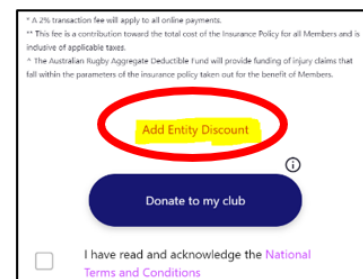 * A 2% transaction fee will apply to all online payments.
** This fee is a contribution toward the total cost of the Insurance Policy for all Members and is
inclusive of applicable taxes.
^ The Australian Rugby Aggregate Deductible Fund will provide funding of injury claims that
fall within the parameters of the insurance policy taken out for the benefit of Members.
Add Entity Discount
Donate to my club
I have read and acknowledge the National
Terms and Conditions